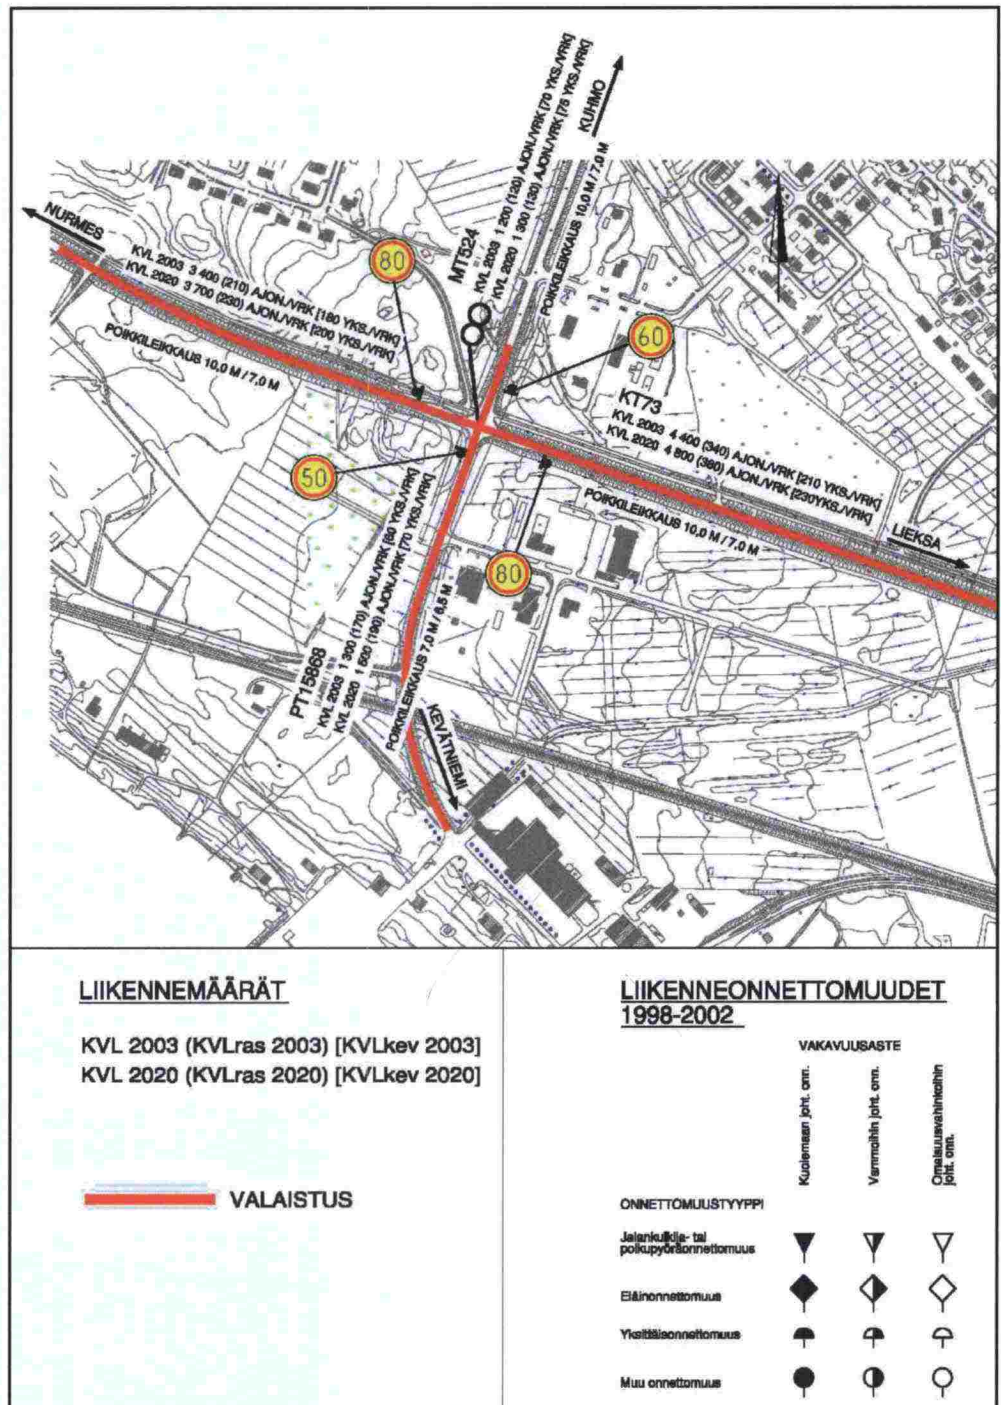 KUHMO
MT524
KVL 2003 1 200 (120) AJON./VRK [70 YKS./VRK]
KVL 2020 1 300 (130) AJON./VRK [75 YKS./VRK]
POIKKILEIKKAUS 10,0 M / 7,0 M
NURMES
KVL 2003 3 400 (210) AJON./VRK [180 YKS./VRK]
KVL 2020 3 700 (230) AJON./VRK [200 YKS./VRK]
POIKKILEIKKAUS 10,0 M / 7,0 M
80
60
KT73
KVL 2003 4 400 (340) AJON./VRK [210 YKS./VRK]
KVL 2020 4 800 (380) AJON./VRK [230YKS./VRK]
POIKKILEIKKAUS 10,0 M / 7,0 M
LIEKSA
50
80
PT15868
KVL 2003 1 300 (170) AJON./VRK [60 YKS./VRK]
KVL 2020 1 500 (190) AJON./VRK [70 YKS./VRK]
POIKKILEIKKAUS 7,0 M / 6,5 M
KEVÄTNIEMI
LIIKENNEMÄÄRÄT
KVL 2003 (KVLras 2003) [KVLkev 2003]
KVL 2020 (KVLras 2020) [KVLkev 2020]
VALAISTUS
LIIKENNEONNETTOMUUDET
1998-2002
VAKAVUUSASTE
Kuolemaan joht. onn.
Vammoihin joht. onn.
Omaisuusvahinkoihin
joht. onn.
ONNETTOMUUSTYYPPI
Jalankulkija- tai
polkupyöräonnettomuus
Eläinonnettomuus
Yksittäisonnettomuus
Muu onnettomuus